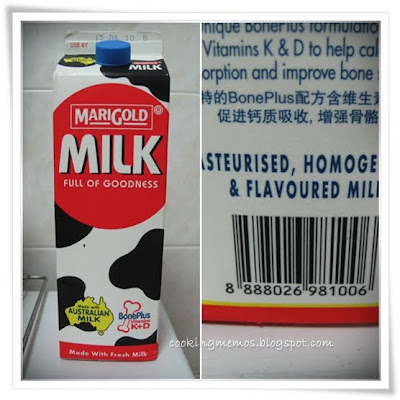 USE BY
MILK
MARIGOLD®
MILK
FULL OF GOODNESS
Made with
AUSTRALIAN
MILK
BonePlus
K+D
Made With Fresh Milk
BonePlus formulation
Vitamins K & D to help cal
orption and improve bone
特的BonePlus配方含维生素
促进钙质吸收, 增强骨骼
ASTEURISED, HOMOGE
& FLAVOURED MILK
8 888026 981006
cookingmemos.blogspot.com